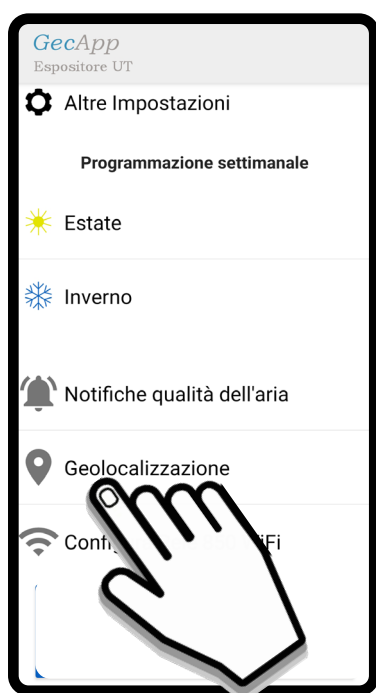 GecApp
Espositore UT
Altre Impostazioni
Programmazione settimanale
Estate
Inverno
Notifiche qualità dell'aria
Geolocalizzazione